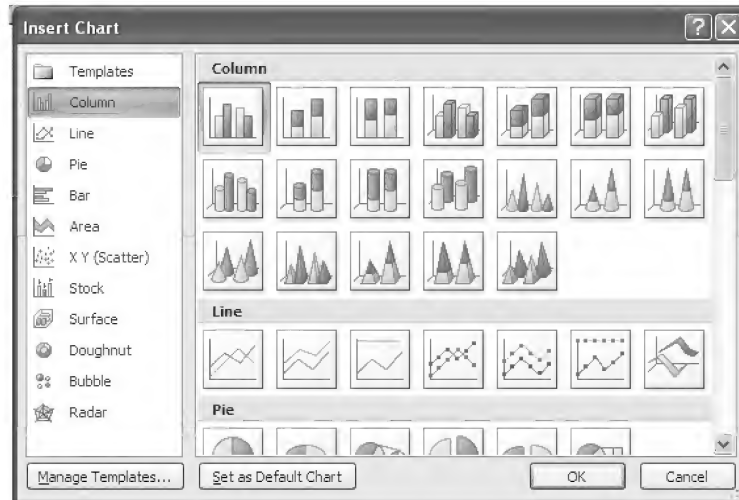 Insert Chart
Templates
Column
Line
Pie
Bar
Area
X Y (Scatter)
Stock
Surface
Doughnut
Bubble
Radar
Column
Line
Pie
Manage Templates...
Set as Default Chart
OK
Cancel